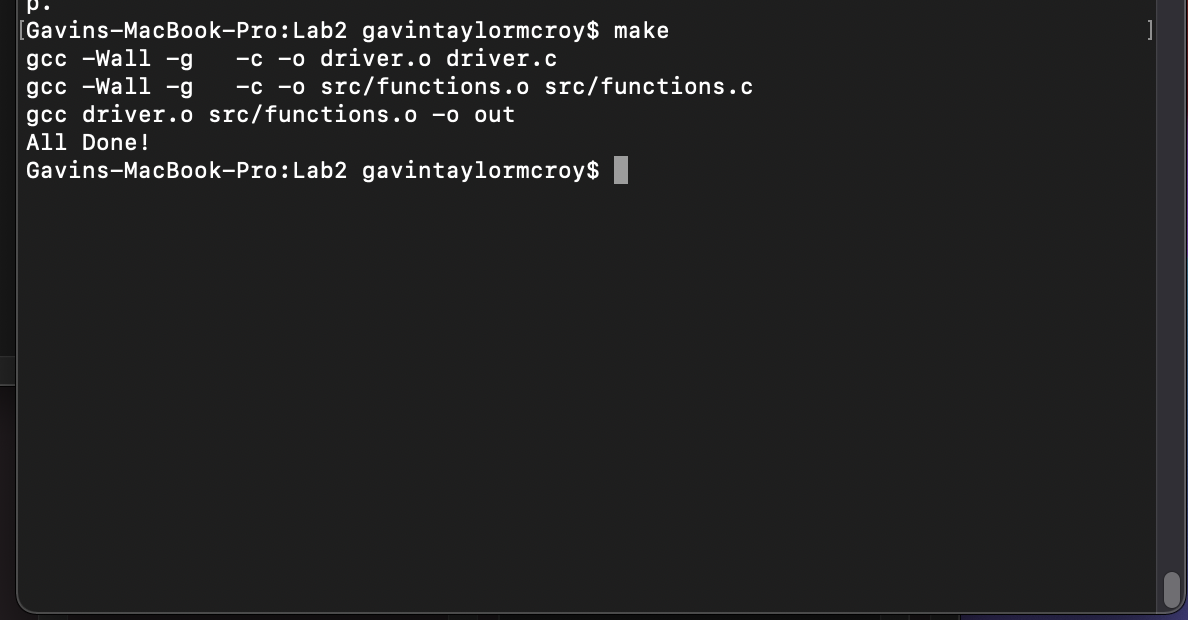 p.
[Gavins-MacBook-Pro:Lab2 gavintaylormcroy$ make ]
gcc -Wall -g   -c -o driver.o driver.c
gcc -Wall -g   -c -o src/functions.o src/functions.c
gcc driver.o src/functions.o -o out
All Done!
Gavins-MacBook-Pro:Lab2 gavintaylormcroy$